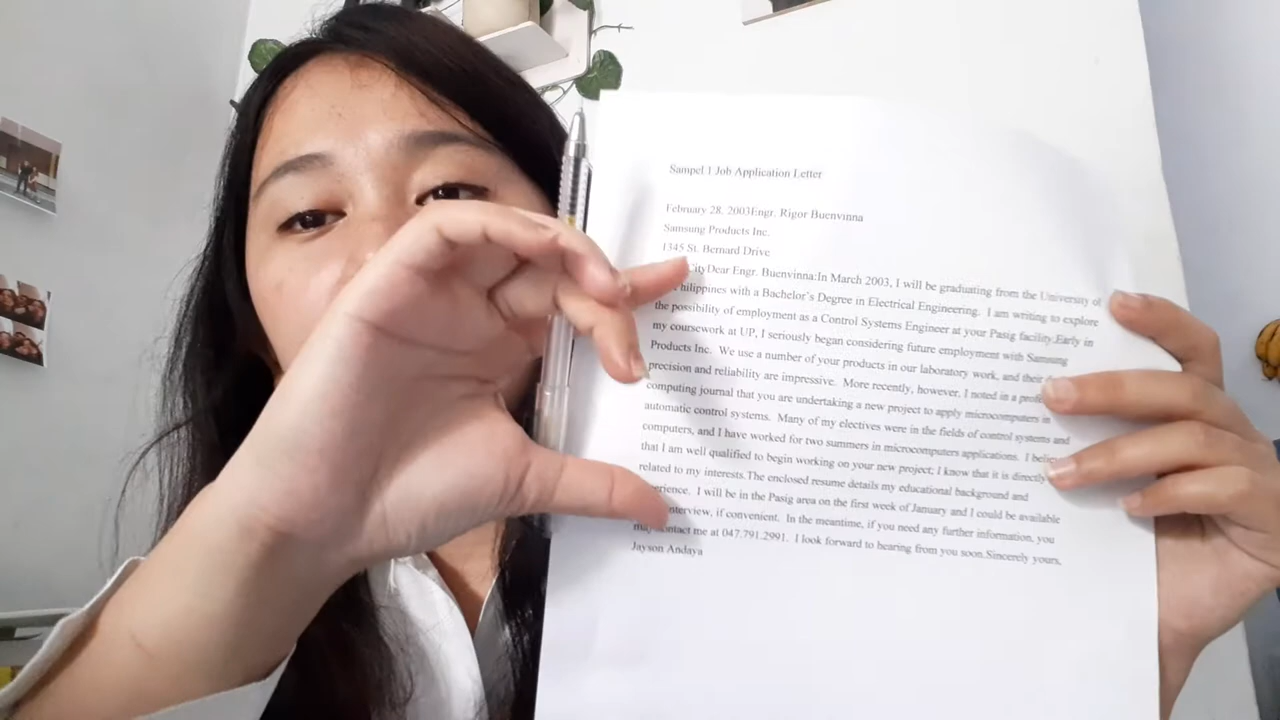 Sampel 1 Job Application Letter
February 28. 2003Engr. Rigor Buenvinna
Samsung Products Inc.
1345 St. Bernard Drive
CityDear Engr. Buenvinna:In March 2003, I will be graduating from the University of
hilippines with a Bachelor's Degree in Electrical Engineering. I am writing to explore
the possibility of employment as a Control Systems Engineer at your Pasig facility.Early in
my coursework at UP, I seriously began considering future employment with Samsung
Products Inc. We use a number of your products in our laboratory work, and their
precision and reliability are impressive. More recently, however, I noted in a profe
computing journal that you are undertaking a new project to apply microcomputers in
automatic control systems. Many of my electives were in the fields of control systems and
computers, and I have worked for two summers in microcomputers applications. I believ
that I am well qualified to begin working on your new project; I know that it is directly
related to my interests.The enclosed resume details my educational background and
erience. I will be in the Pasig area on the first week of January and I could be available
nterview, if convenient. In the meantime, if you need any further information, you
may contact me at 047.791.2991. I look forward to hearing from you soon.Sincerely yours,
Jayson Andaya